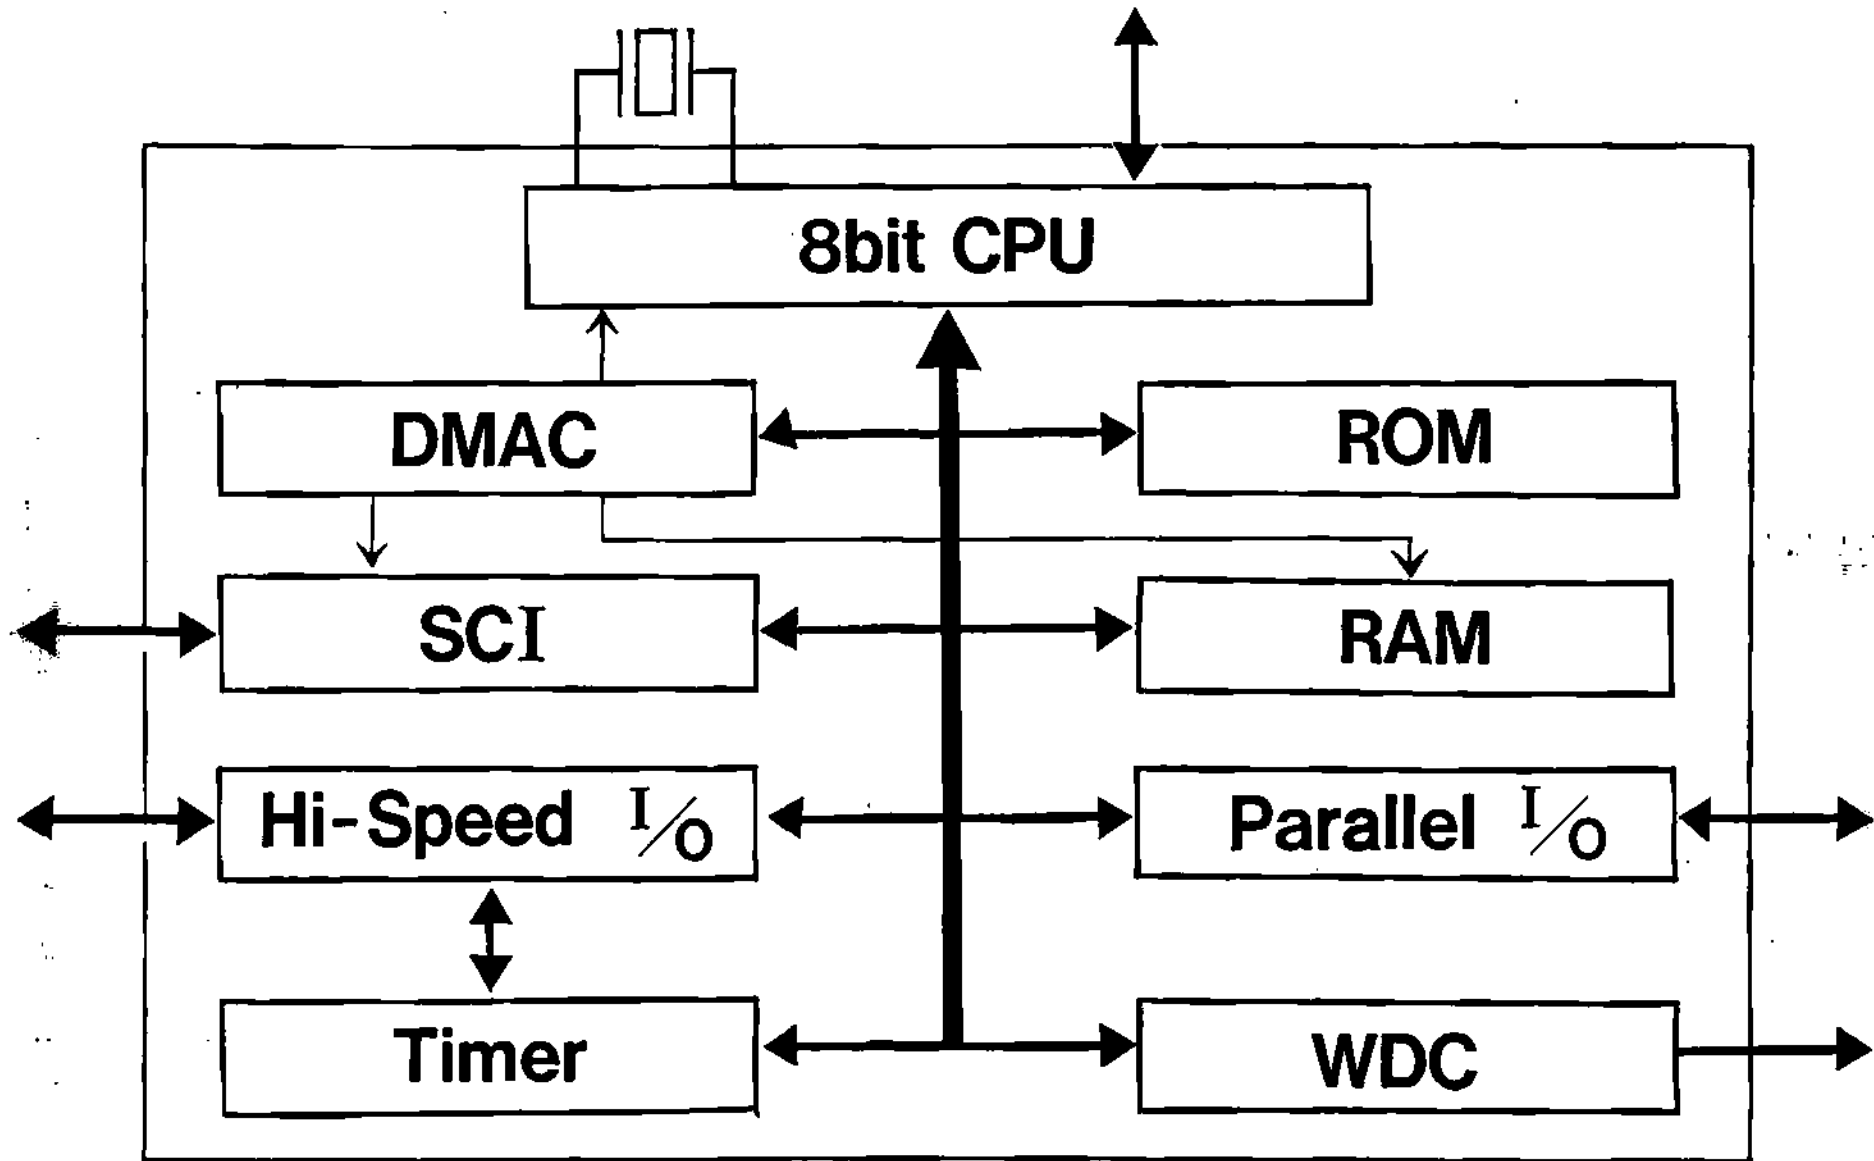 8bit CPU
DMAC
ROM
SCI
RAM
Hi-Speed I/O
Parallel I/O
Timer
WDC